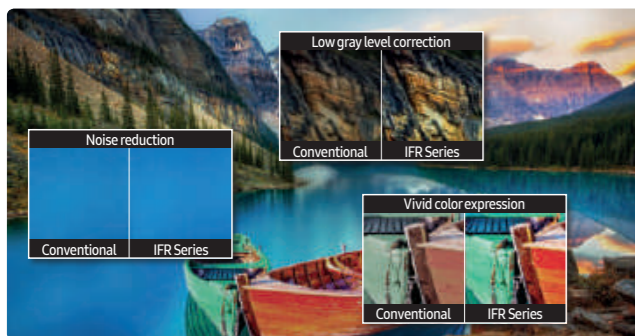 Low gray level correction
Conventional IFR Series
Noise reduction
Conventional IFR Series
Vivid color expression
Conventional IFR Series